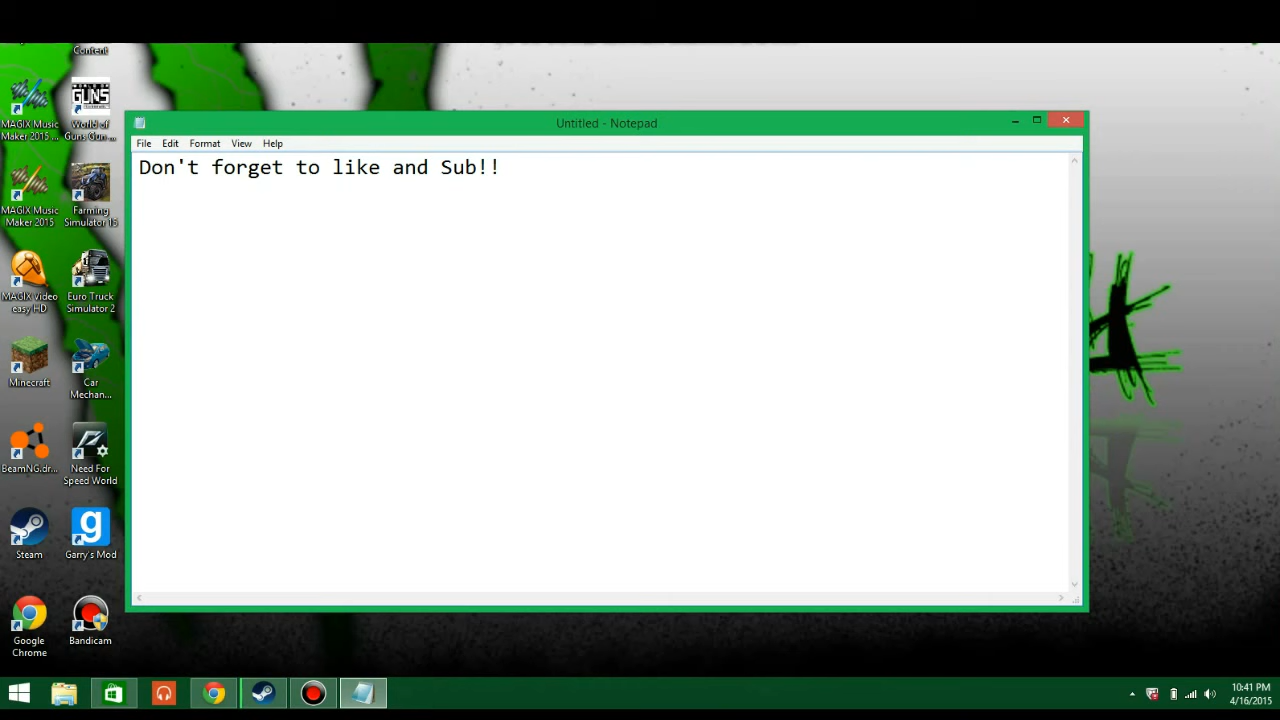 Content
MAGIX Music
Maker 2015 ...
World of
Guns Gun ...
MAGIX Music
Maker 2015
Farming
Simulator 15
MAGIX Video
easy HD
Euro Truck
Simulator 2
Minecraft
Car
Mechan...
BeamNG.dr...
Need For
Speed World
Steam
Garry's Mod
Google
Chrome
Bandicam
Untitled - Notepad
File Edit Format View Help
Don't forget to like and Sub!!
GUNS
g
10:41 PM
4/16/2015